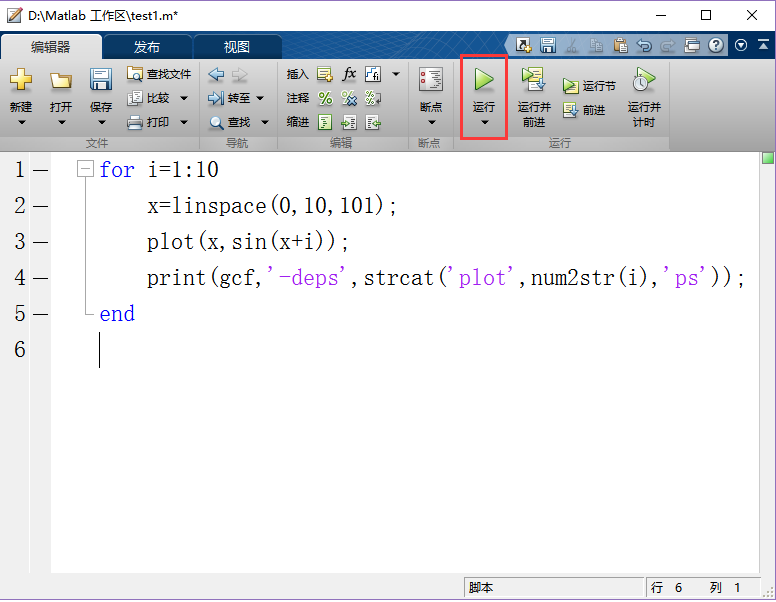 D:\Matlab 工作区\test1.m*
编辑器 发布 视图
新建 打开 保存 查找文件 比较 打印
文件
转至 查找
导航
插入 fx
注释
缩进
编辑
断点
断点
运行 运行并前进 运行节 前进 运行并计时
运行
1 for i=1:10
2 x=linspace(0,10,101);
3 plot(x,sin(x+i));
4 print(gcf,'-deps',strcat('plot',num2str(i),'ps'));
5 end
6
脚本 行 6 列 1